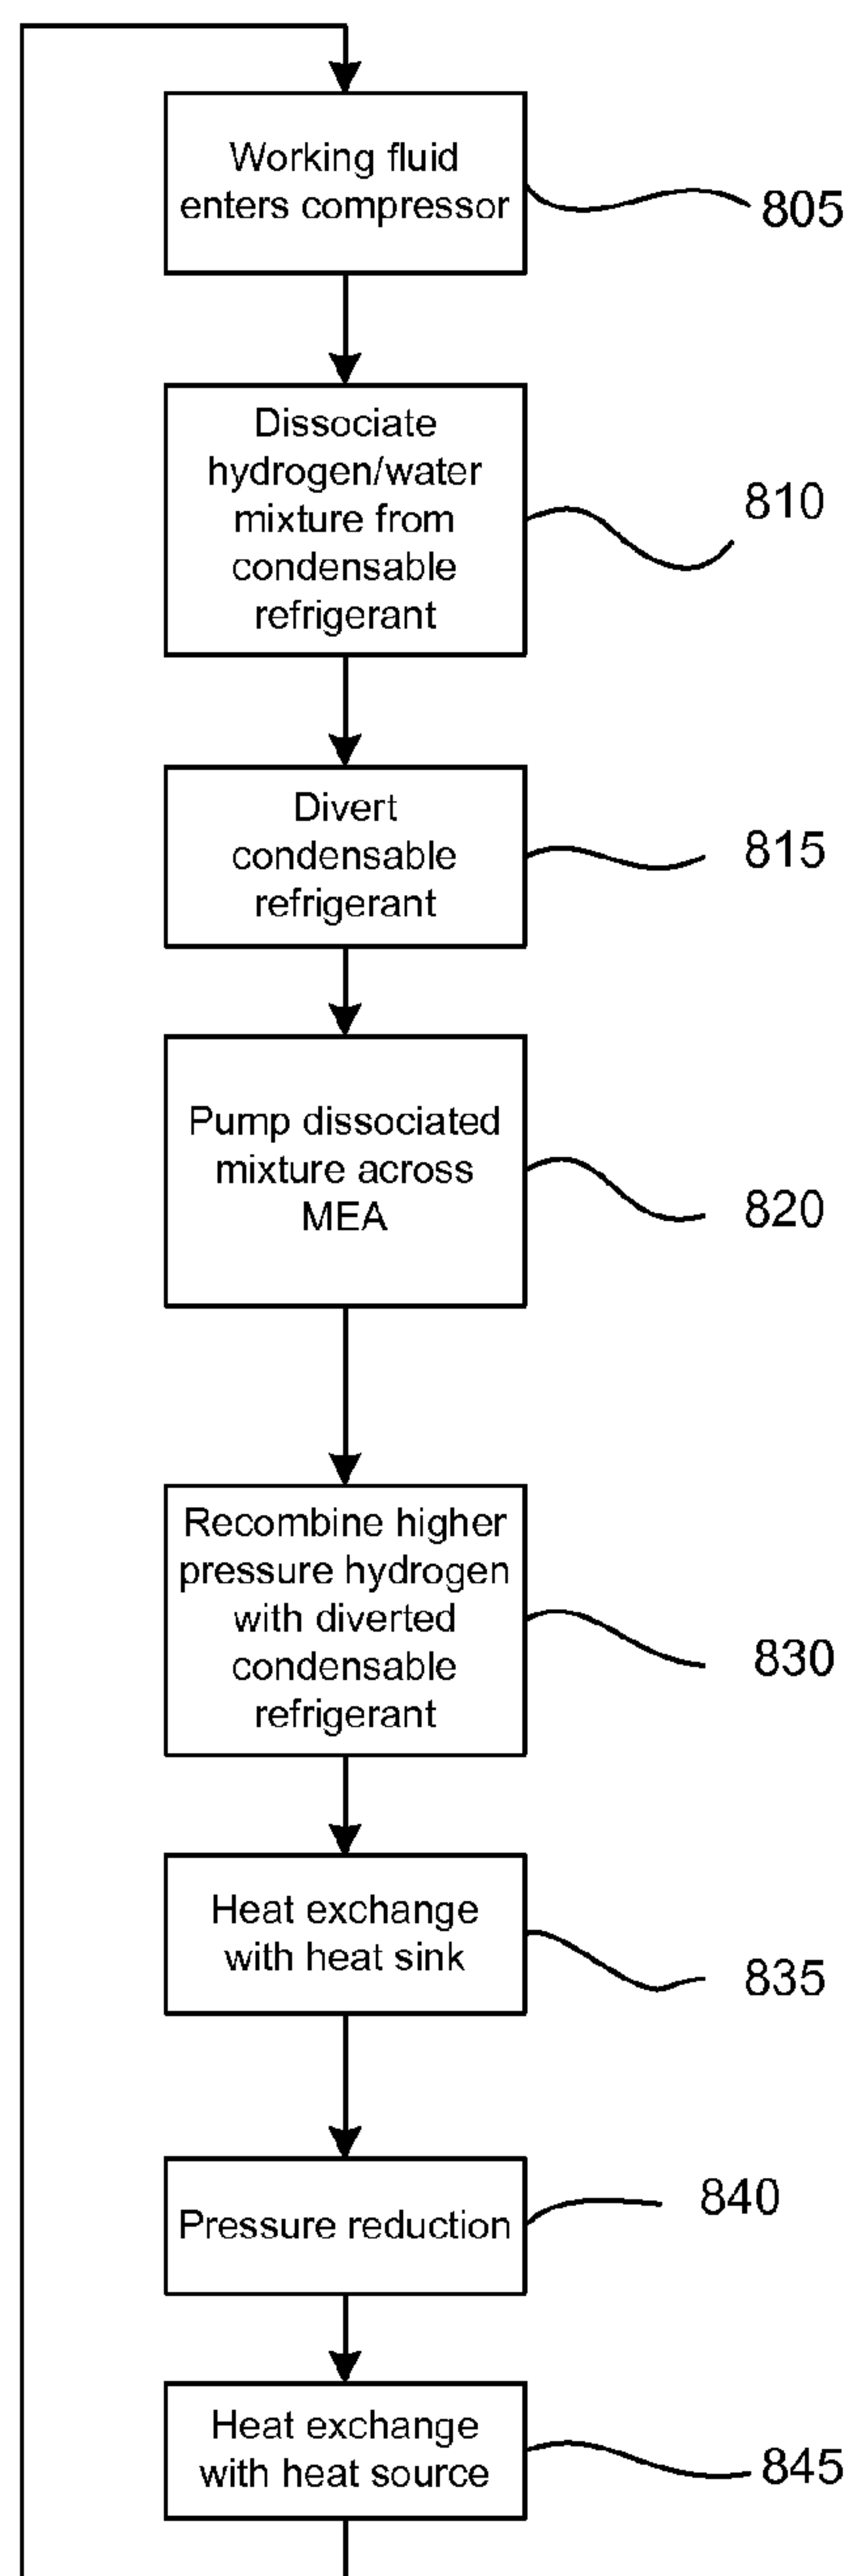 Working fluid
enters compressor
805
Dissociate
hydrogen/water
mixture from
condensable
refrigerant
810
Divert
condensable
refrigerant
815
Pump dissociated
mixture across
MEA
820
Recombine higher
pressure hydrogen
with diverted
condensable
refrigerant
830
Heat exchange
with heat sink
835
Pressure reduction
840
Heat exchange
with heat source
845